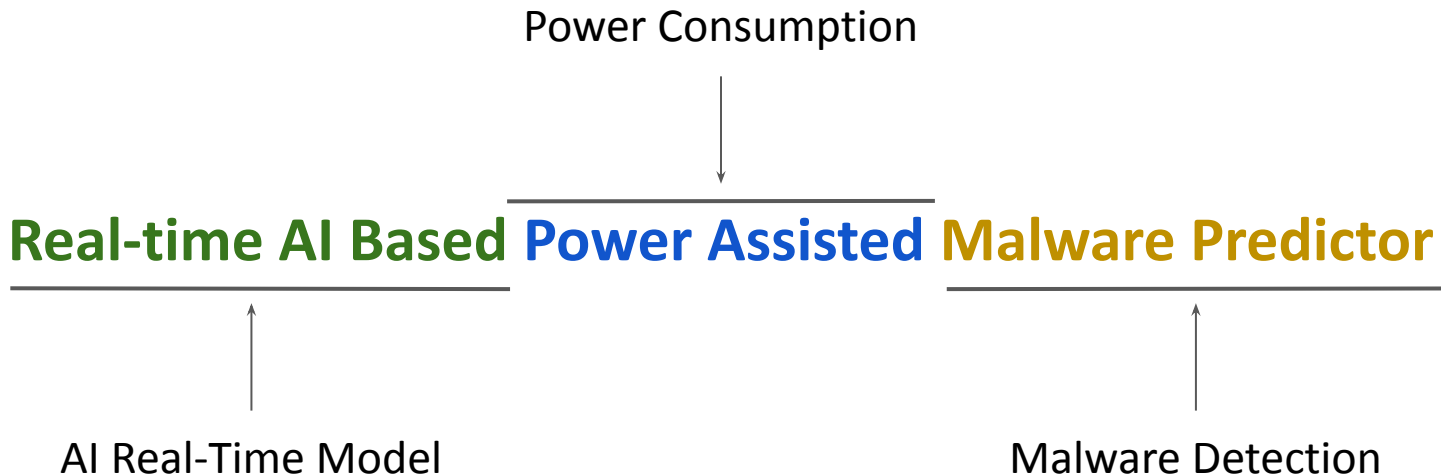 Power Consumption
Real-time AI Based Power Assisted Malware Predictor
AI Real-Time Model
Malware Detection